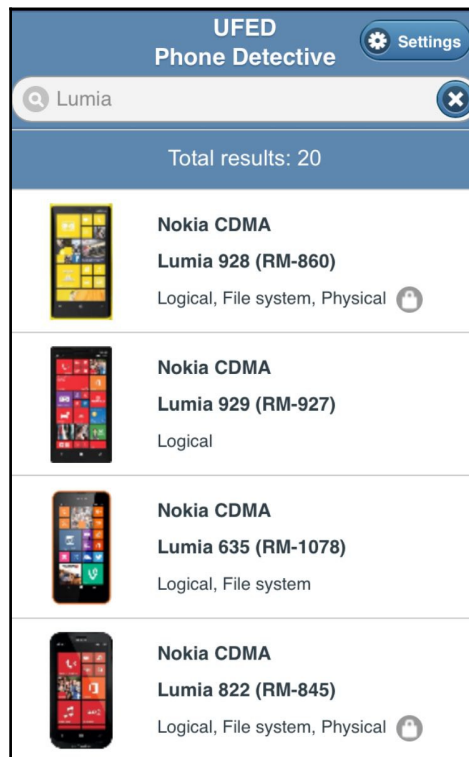 UFED
Phone Detective
Settings
Lumia
Total results: 20
Nokia CDMA
Lumia 928 (RM-860)
Logical, File system, Physical
Nokia CDMA
Lumia 929 (RM-927)
Logical
Nokia CDMA
Lumia 635 (RM-1078)
Logical, File system
Nokia CDMA
Lumia 822 (RM-845)
Logical, File system, Physical